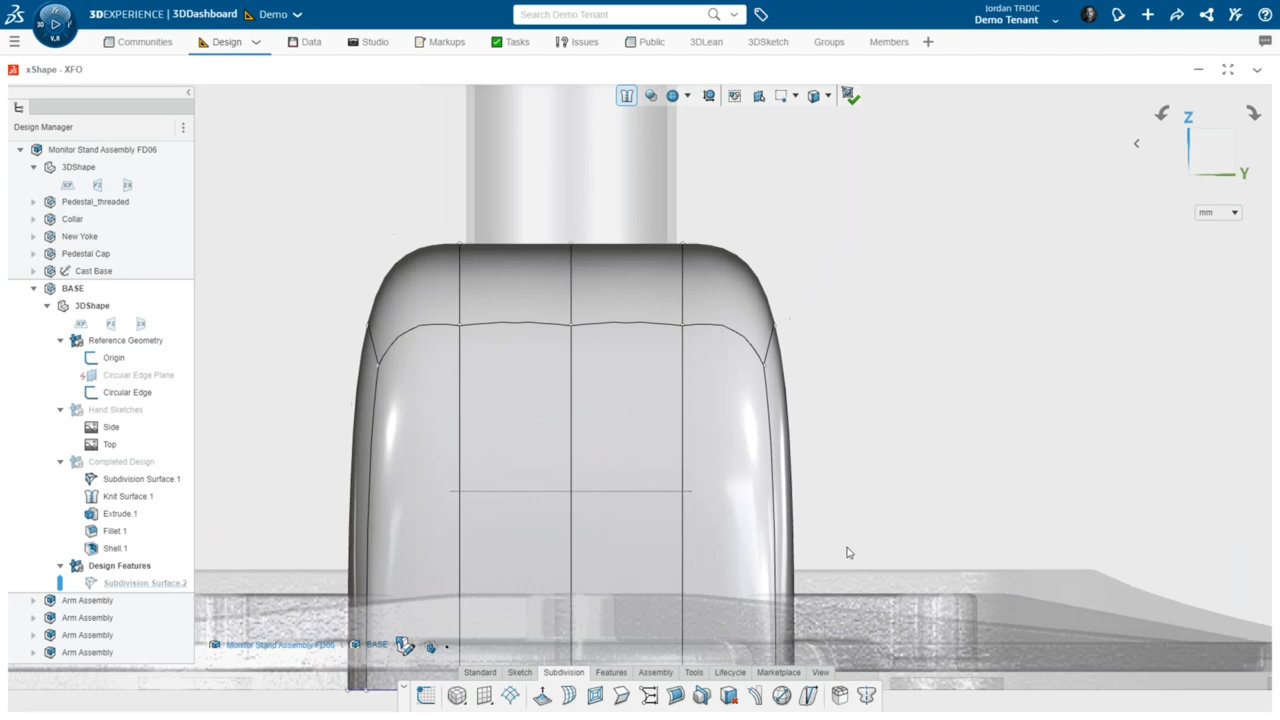 3DEXPERIENCE | 3DDashboard Demo
Search Demo Tenant
Jordan TRDIC
Demo Tenant
3D
V.R
Communities
Design
Data
Studio
Markups
Tasks
Issues
Public
3DLean
3DSketch
Groups
Members
xShape - XFO
Design Manager
Monitor Stand Assembly FD06
3DShape
Pedestal_threaded
Collar
New Yoke
Pedestal Cap
Cast Base
BASE
3DShape
Reference Geometry
Origin
Circular Edge Plane
Circular Edge
Hand Sketches
Side
Top
Completed Design
Subdivision Surface.1
Knit Surface.1
Extrude.1
Fillet.1
Shell.1
Design Features
Subdivision Surface.2
Arm Assembly
Arm Assembly
Arm Assembly
Arm Assembly
Z
Y
mm
Monitor Stand Assembly FD06
BASE
Standard
Sketch
Subdivision
Features
Assembly
Tools
Lifecycle
Marketplace
View